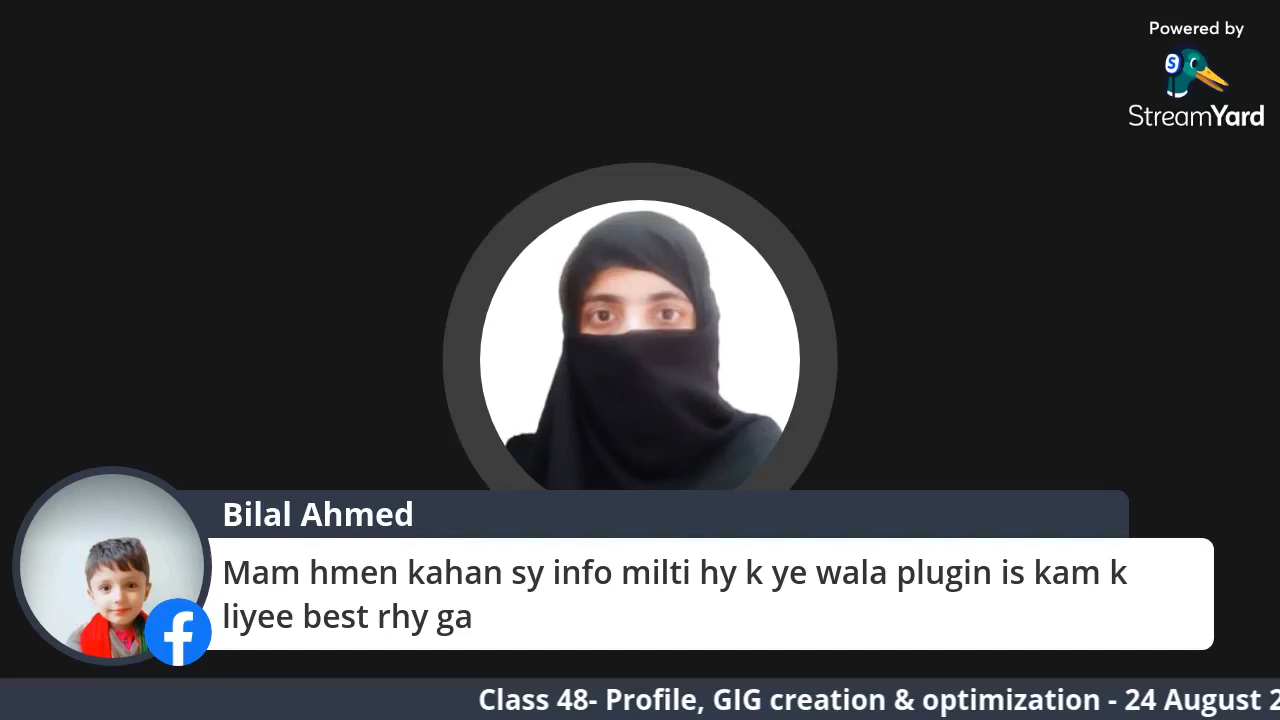 Powered by
StreamYard
Bilal Ahmed
Mam hmen kahan sy info milti hy k ye wala plugin is kam k
liyee best rhy ga
Class 48- Profile, GIG creation & optimization - 24 August 2